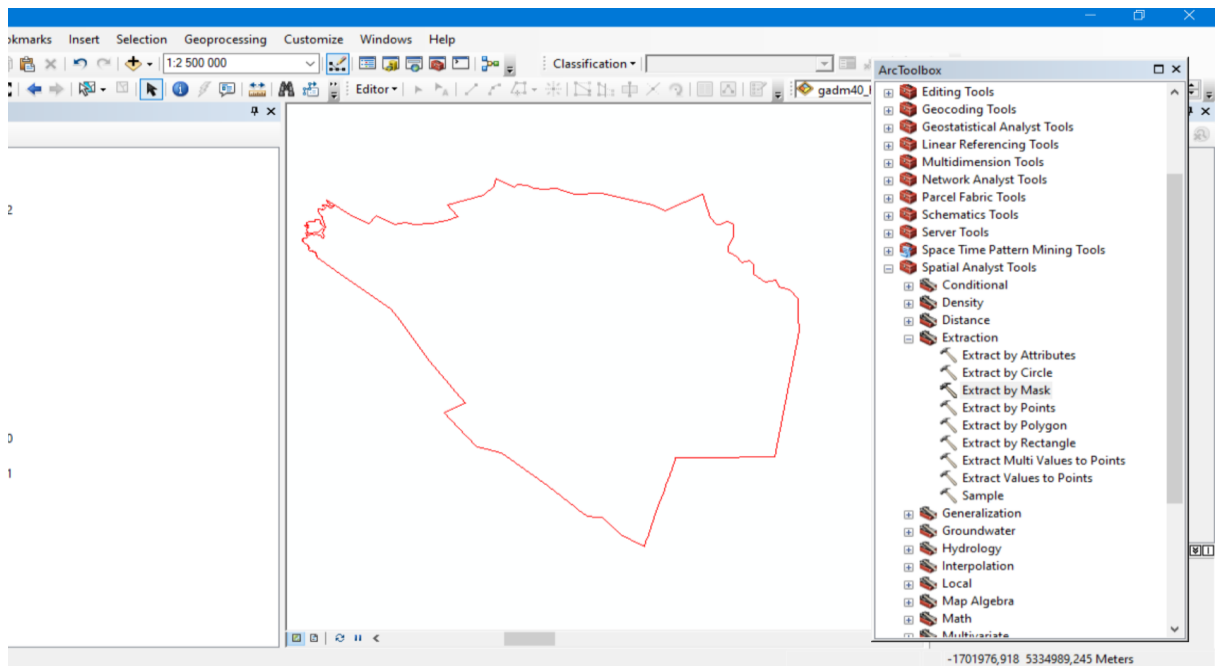 okmarks Insert Selection Geoprocessing Customize Windows Help
1:2 500 000 Classification
Editor gadm40_
ArcToolbox
Editing Tools
Geocoding Tools
Geostatistical Analyst Tools
Linear Referencing Tools
Multidimension Tools
Network Analyst Tools
Parcel Fabric Tools
Schematics Tools
Server Tools
Space Time Pattern Mining Tools
Spatial Analyst Tools
Conditional
Density
Distance
Extraction
Extract by Attributes
Extract by Circle
Extract by Mask
Extract by Points
Extract by Polygon
Extract by Rectangle
Extract Multi Values to Points
Extract Values to Points
Sample
Generalization
Groundwater
Hydrology
Interpolation
Local
Map Algebra
Math
Multivariate
2
0
1
-1701976,918 5334989,245 Meters